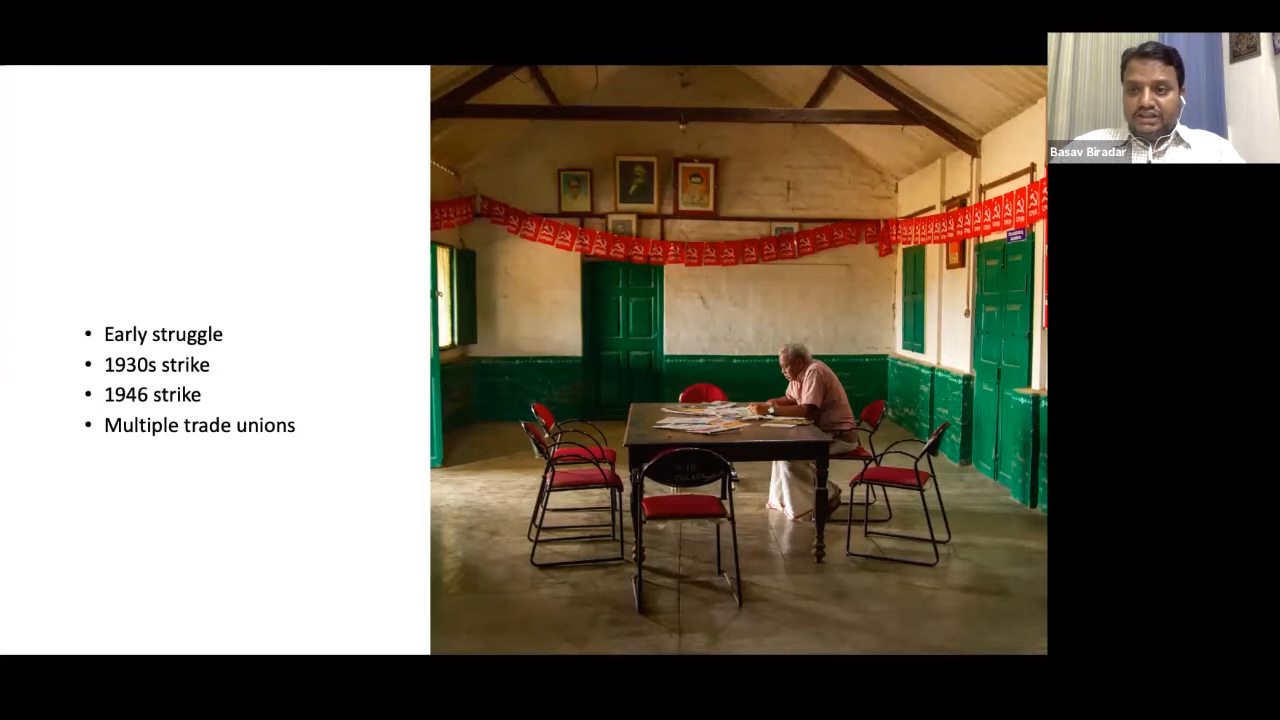 Basav Biradar
• Early struggle
• 1930s strike
• 1946 strike
• Multiple trade unions